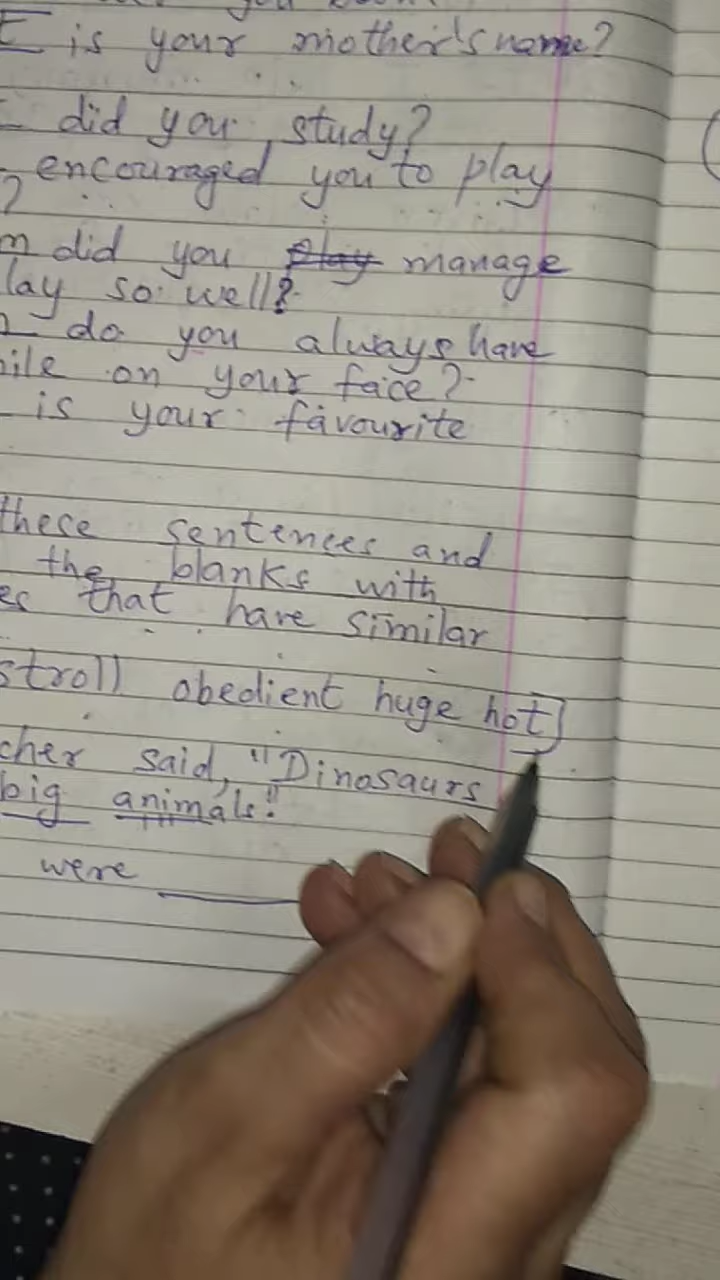 is your mother's name?
did you study?
encouraged you to play
?
did you play manage
lay so well?
do you always have
ile on your face?
is your favourite
these sentences and
the blanks with
es that have similar
stroll obedient huge hot]
cher said, "Dinosaurs
big animals."
were